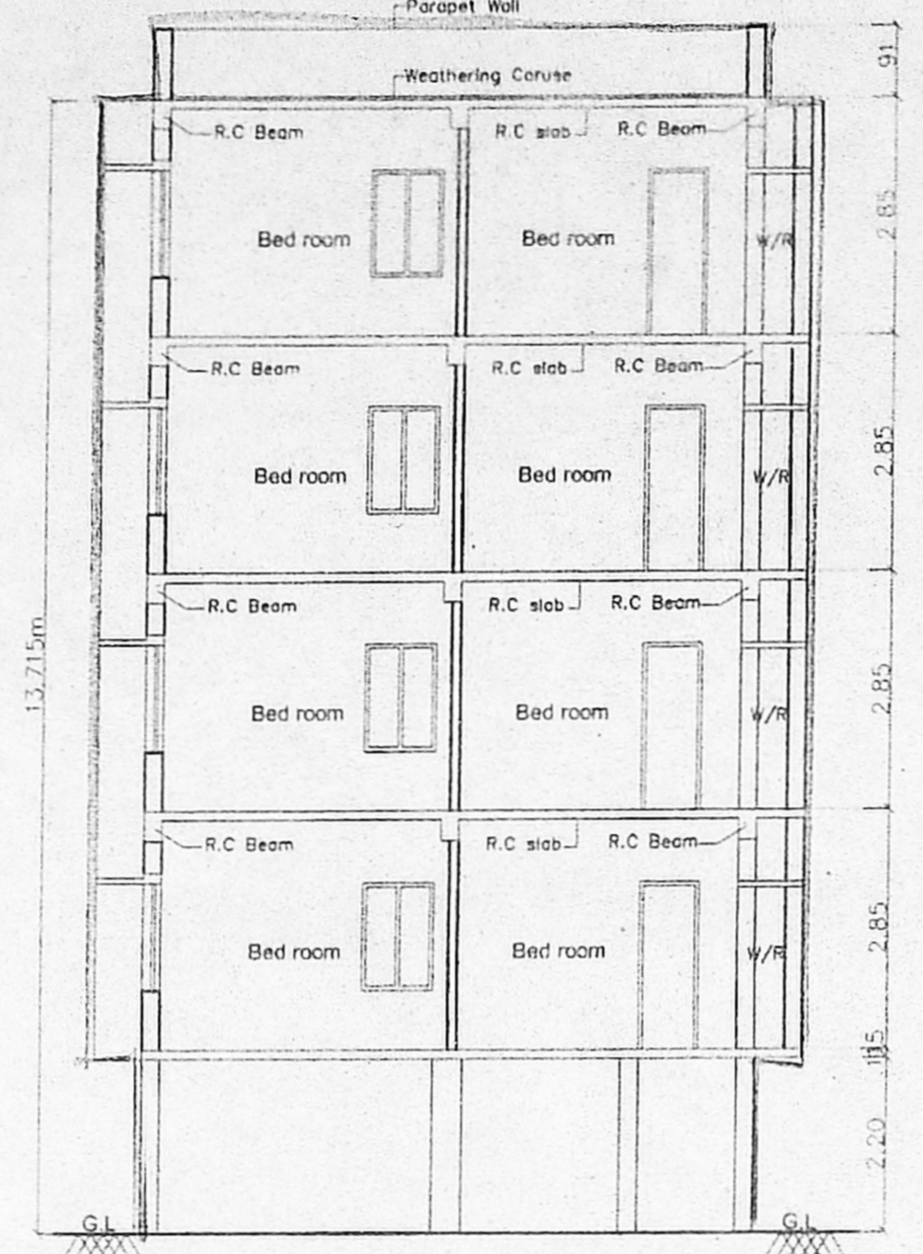 Parapet Wall
91
Weathering Caruse
R.C Beam
R.C slab
R.C Beam
Bed room
Bed room
W/R
2.85
R.C Beam
R.C slab
R.C Beam
Bed room
Bed room
W/R
2.85
R.C Beam
R.C slab
R.C Beam
13.715m
Bed room
Bed room
W/R
2.85
R.C Beam
R.C slab
R.C Beam
Bed room
Bed room
W/R
2.85
115
2.20
G.L
G.L